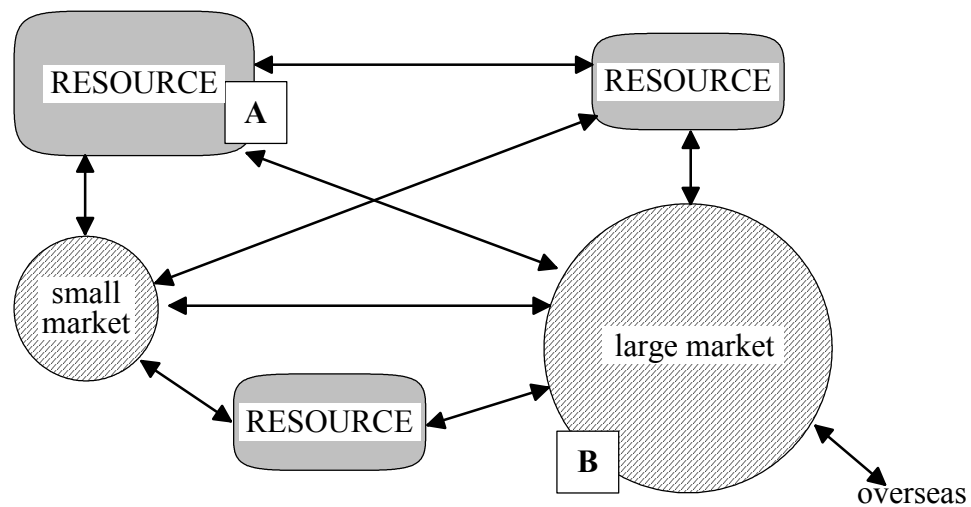 RESOURCE
RESOURCE
A
small
market
large market
RESOURCE
B
overseas